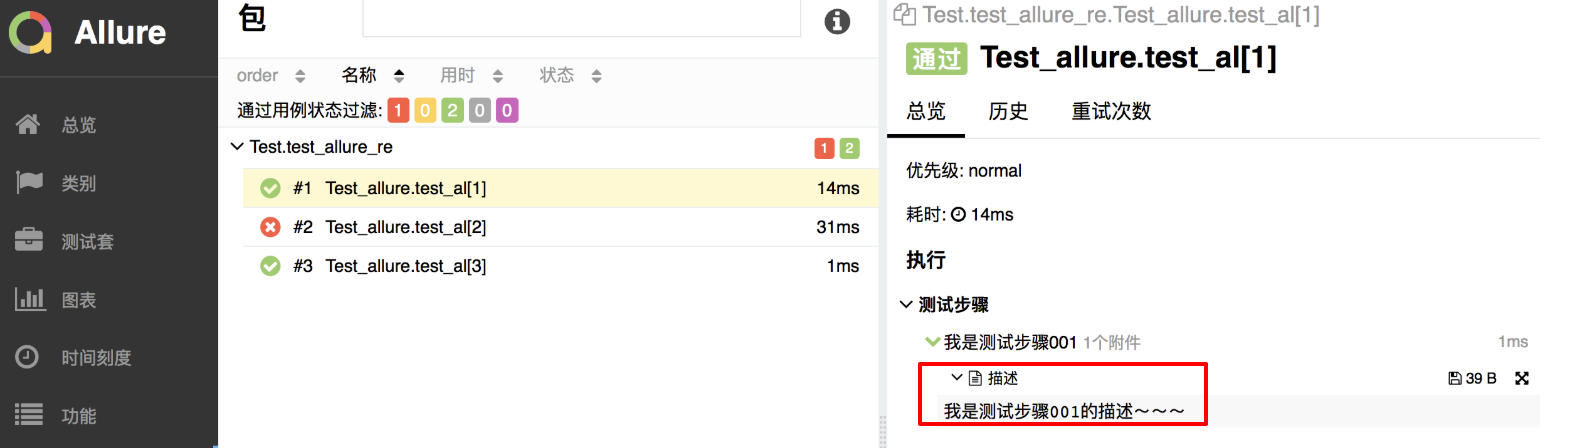 Allure
总览
类别
测试套
图表
时间刻度
功能
包
order 名称 用时 状态
通过用例状态过滤: 1 0 2 0 0
Test.test_allure_re 1 2
#1 Test_allure.test_al[1] 14ms
#2 Test_allure.test_al[2] 31ms
#3 Test_allure.test_al[3] 1ms
Test.test_allure_re.Test_allure.test_al[1]
通过 Test_allure.test_al[1]
总览 历史 重试次数
优先级: normal
耗时: 14ms
执行
测试步骤
我是测试步骤001 1个附件 1ms
描述 39 B
我是测试步骤001的描述～～～